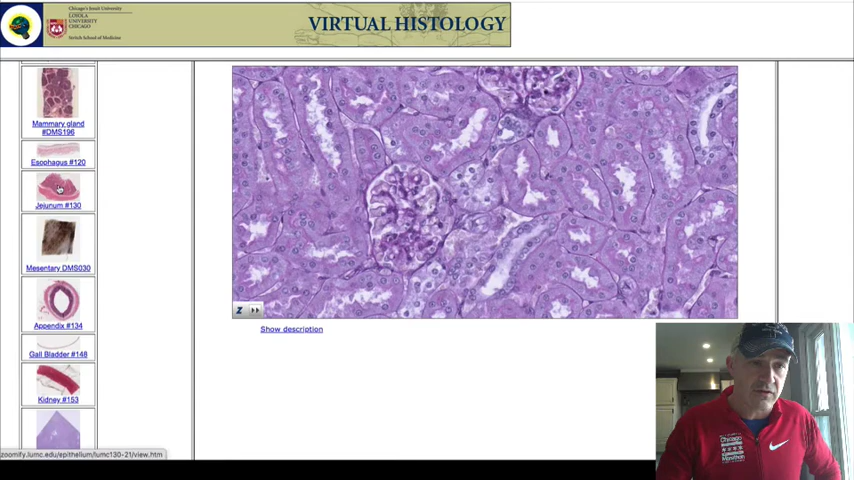 Chicago's Jesuit University
LOYOLA
UNIVERSITY
CHICAGO
Stritch School of Medicine
VIRTUAL HISTOLOGY
Mammary gland
#DMS196
Esophagus #120
Jejunum #130
Mesentary DMS030
Appendix #134
Gall Bladder #148
Kidney #153
Z
Show description
zoomify.lumc.edu/epithelium/lumc130-21/view.htm
Chicago
Marathon